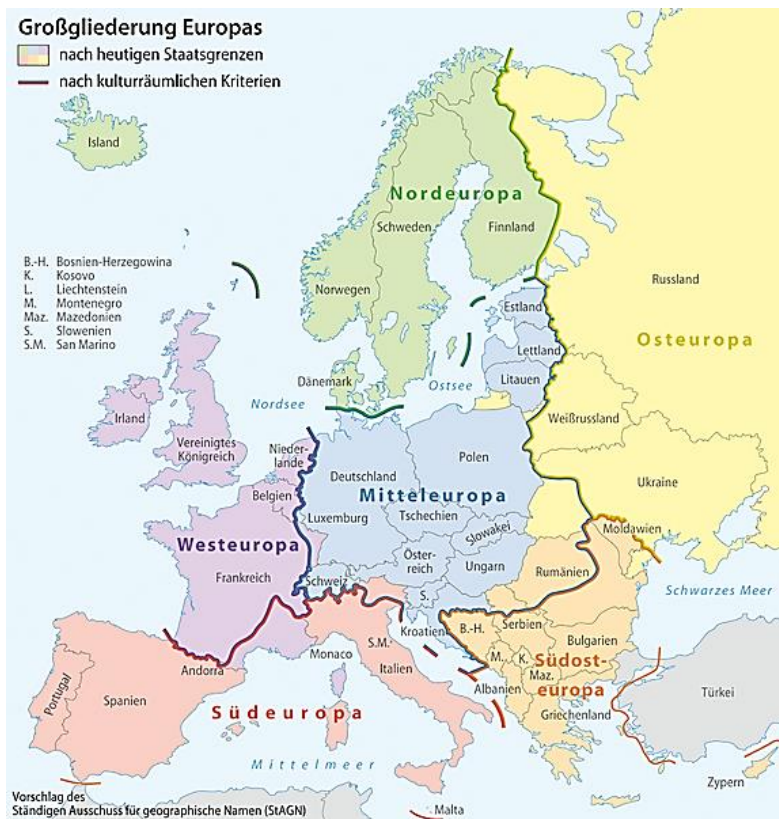 Großgliederung Europas
nach heutigen Staatsgrenzen
nach kulturräumlichen Kriterien
Island
B.-H. Bosnien-Herzegowina
K. Kosovo
L. Liechtenstein
M. Montenegro
Maz. Mazedonien
S. Slowenien
S.M. San Marino
Nordeuropa
Schweden
Finnland
Norwegen
Russland
Estland
Lettland
Litauen
Osteuropa
Dänemark
Ostsee
Nordsee
Irland
Vereinigtes
Königreich
Weißrussland
Nieder-
lande
Belgien
Deutschland
Polen
Mitteleuropa
Ukraine
Luxemburg
Tschechien
Slowakei
Moldawien
Westeuropa
Frankreich
Schweiz
Öster-
reich
Ungarn
Rumänien
S.
Kroatien
B.-H.
Serbien
Schwarzes Meer
Monaco
S.M.
Italien
M.
K.
Bulgarien
Andorra
Portugal
Spanien
Albanien
Maz.
Südost-
europa
Griechenland
Türkei
Südeuropa
Mittelmeer
Zypern
Malta
Vorschlag des
Ständigen Ausschuss für geographische Namen (StAGN)